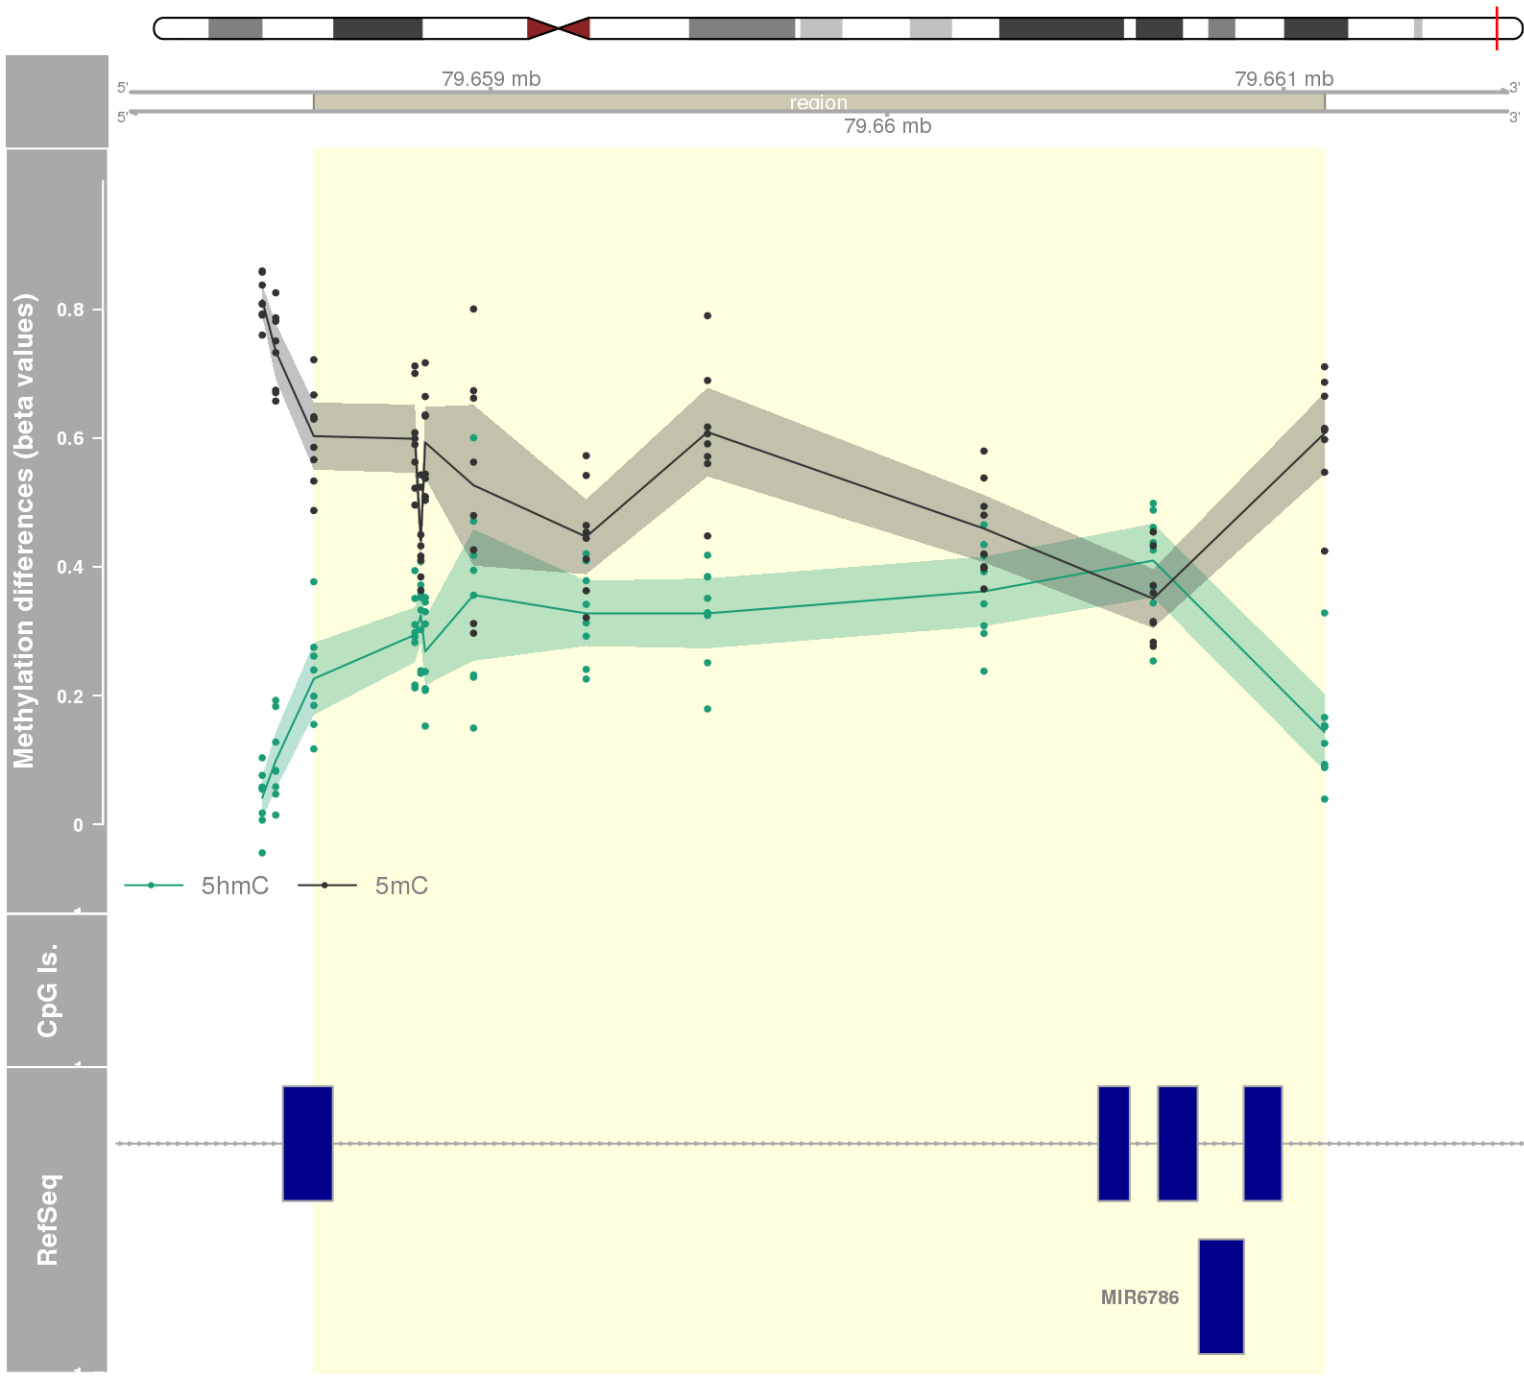 79.659 mb
79.661 mb
5'
3'
region
5'
3'
79.66 mb
Methylation differences (beta values)
0.8
0.6
0.4
0.2
0
5hmC
5mC
CpG Is.
RefSeq
MIR6786